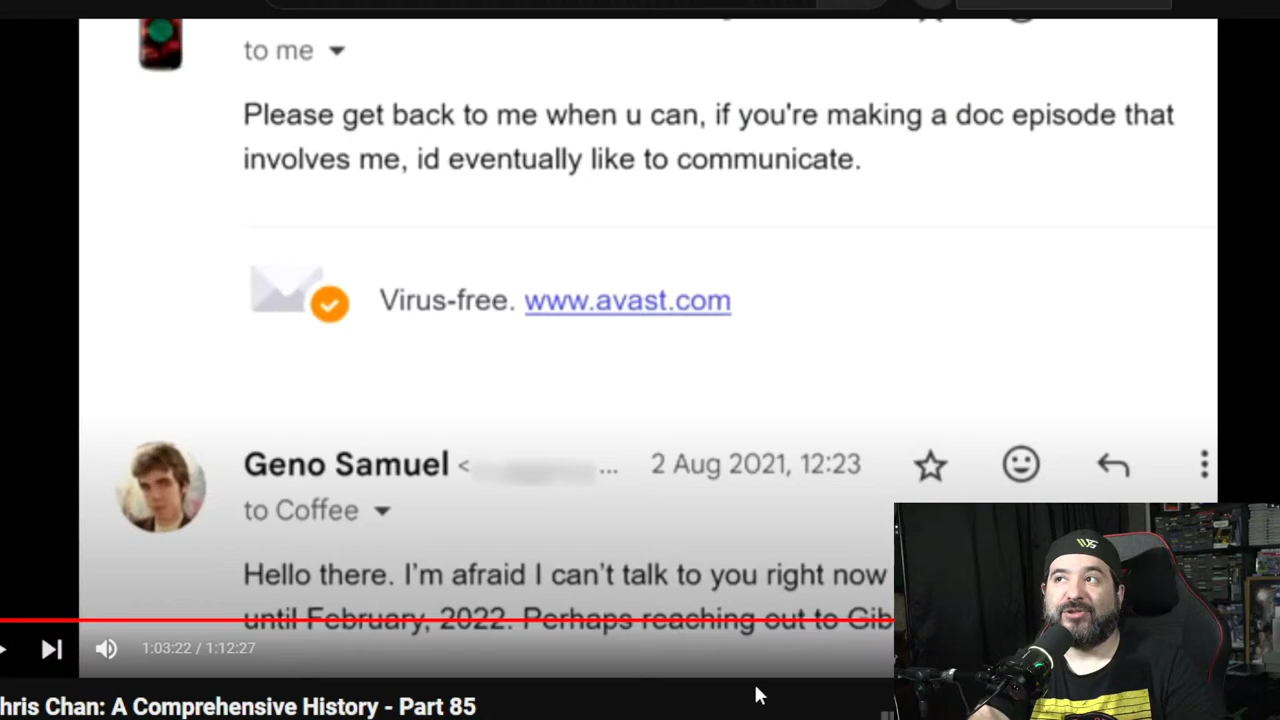 to me
Please get back to me when u can, if you're making a doc episode that
involves me, id eventually like to communicate.
Virus-free. www.avast.com
Geno Samuel < ... 2 Aug 2021, 12:23
to Coffee
Hello there. I'm afraid I can't talk to you right now
until February, 2022. Perhaps reaching out to Gib
1:03:22 / 1:12:27
hris Chan: A Comprehensive History - Part 85